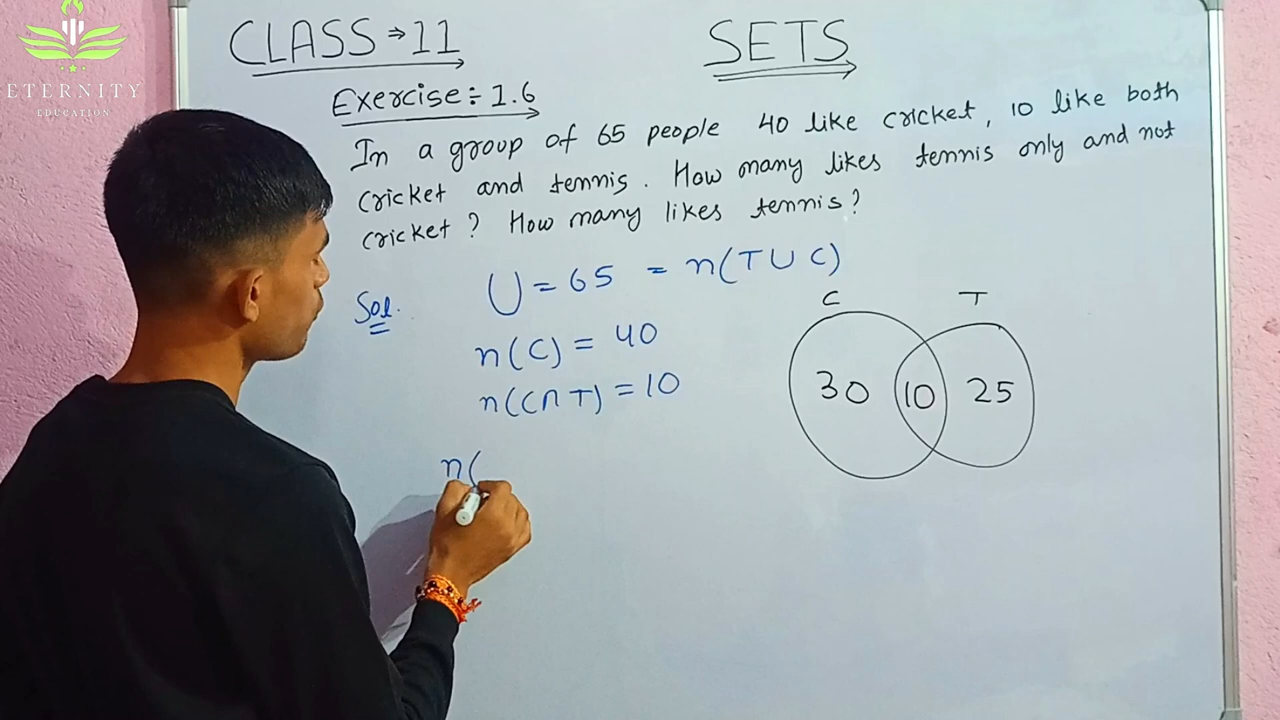 ETERNITY
EDUCATION
CLASS → 11
SETS
Exercise ÷ 1.6
In a group of 65 people 40 like cricket, 10 like both
cricket and tennis. How many likes tennis only and not
cricket ? How many likes tennis?
Sol.
U = 65 = n(T U C)
n(C) = 40
n(C∩T) = 10
n(
C T
30 10 25